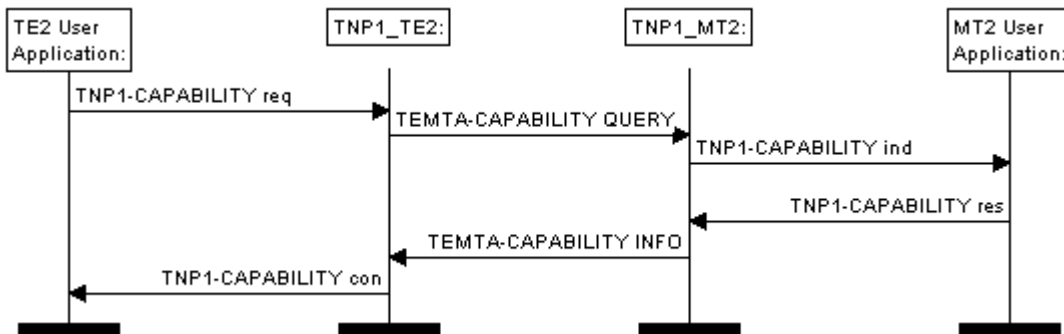 TE2 User
Application:
TNP1_TE2:
TNP1_MT2:
MT2 User
Application:
TNP1-CAPABILITY req
TEMTA-CAPABILITY QUERY
TNP1-CAPABILITY ind
TNP1-CAPABILITY res
TEMTA-CAPABILITY INFO
TNP1-CAPABILITY con